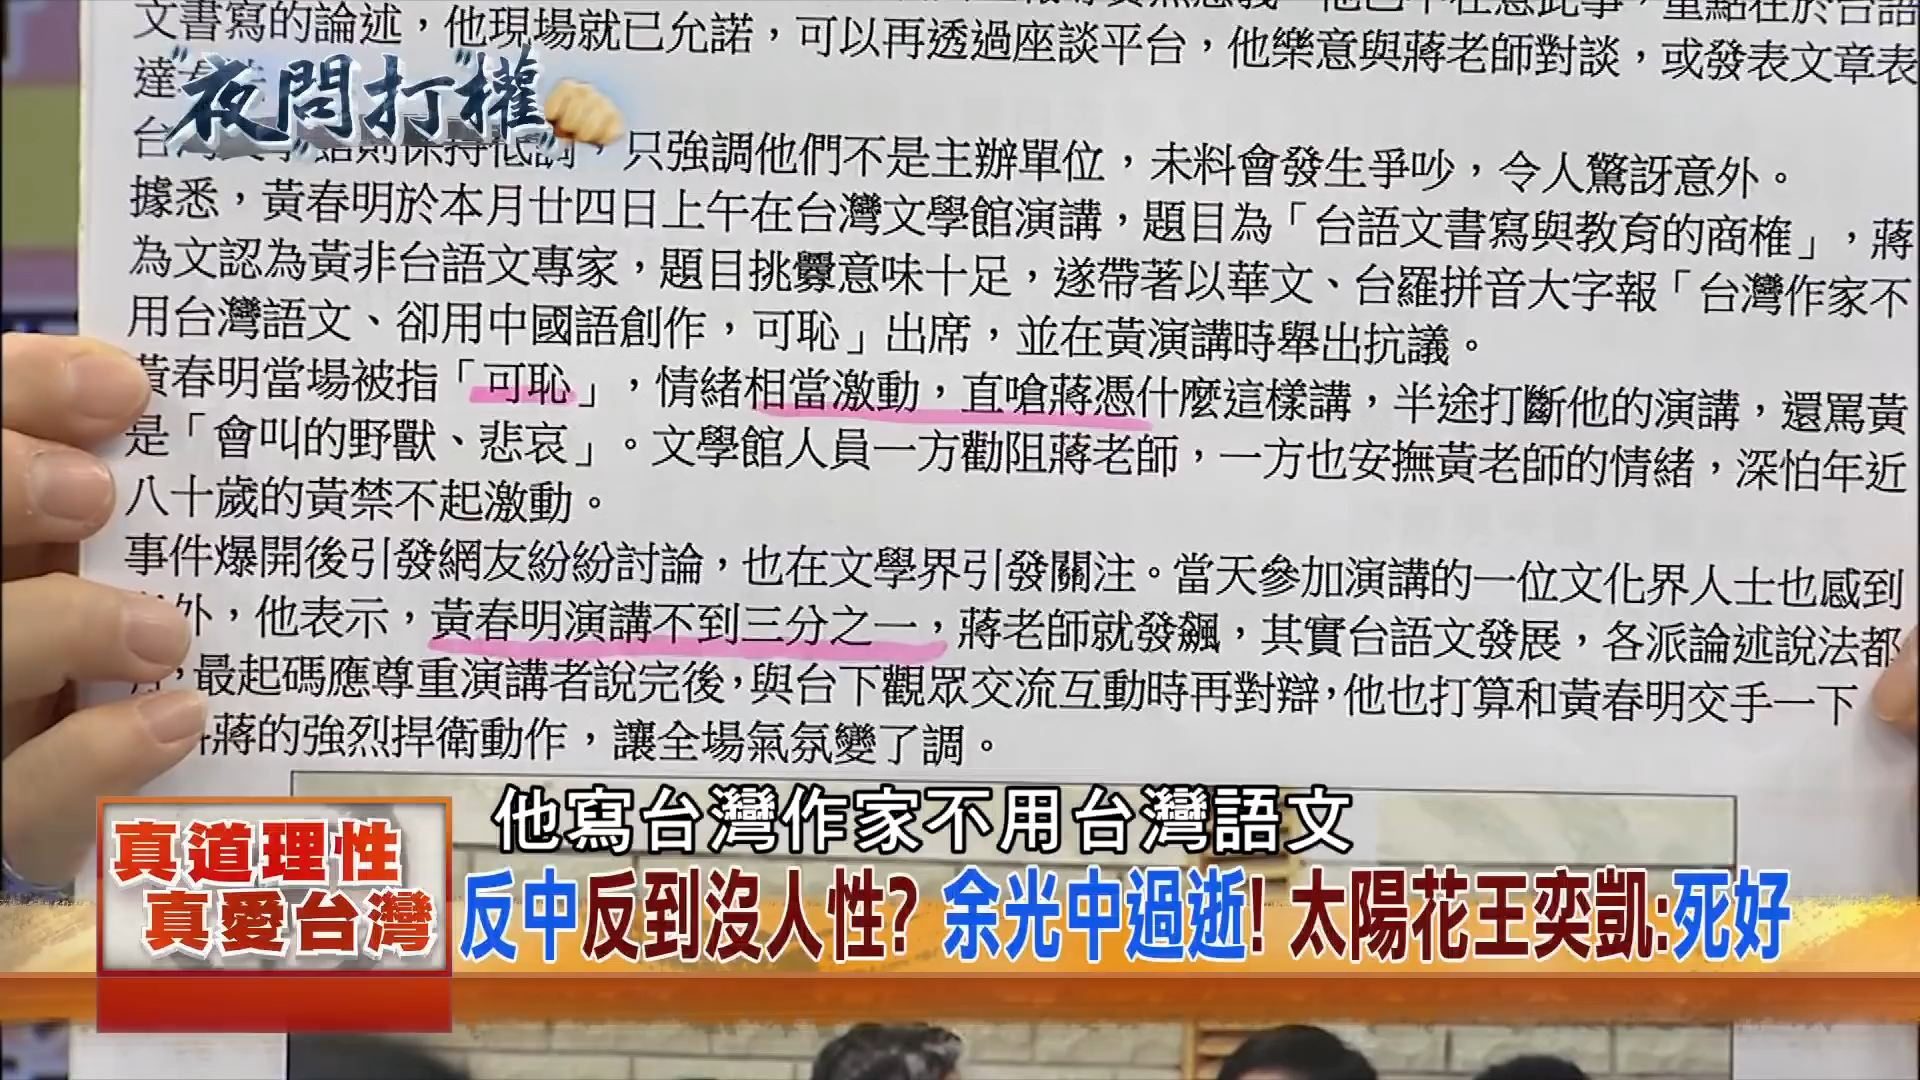 文書寫的論述，他現場就已允諾，可以再透過座談平台，他樂意與蔣老師對談，或發表文章表
達
"夜"問"打"權"
只強調他們不是主辦單位，未料會發生爭吵，令人驚訝意外。
據悉，黃春明於本月廿四日上午在台灣文學館演講，題目為「台語文書寫與教育的商榷」，蔣
為文認為黃非台語文專家，題目挑釁意味十足，遂帶著以華文、台羅拼音大字報「台灣作家不
用台灣語文、卻用中國語創作，可恥」出席，並在黃演講時舉出抗議。
黃春明當場被指「可恥」，情緒相當激動，直嗆蔣憑什麼這樣講，半途打斷他的演講，還罵黃
是「會叫的野獸、悲哀」。文學館人員一方勸阻蔣老師，一方也安撫黃老師的情緒，深怕年近
八十歲的黃禁不起激動。
事件爆開後引發網友紛紛討論，也在文學界引發關注。當天參加演講的一位文化界人士也感到
外，他表示，黃春明演講不到三分之一，蔣老師就發飆，其實台語文發展，各派論述說法都
，最起碼應尊重演講者說完後，與台下觀眾交流互動時再對辯，他也打算和黃春明交手一下
蔣的強烈捍衛動作，讓全場氣氛變了調。
他寫台灣作家不用台灣語文
真道理性
真愛台灣
反中反到沒人性? 余光中過逝! 太陽花王奕凱:死好